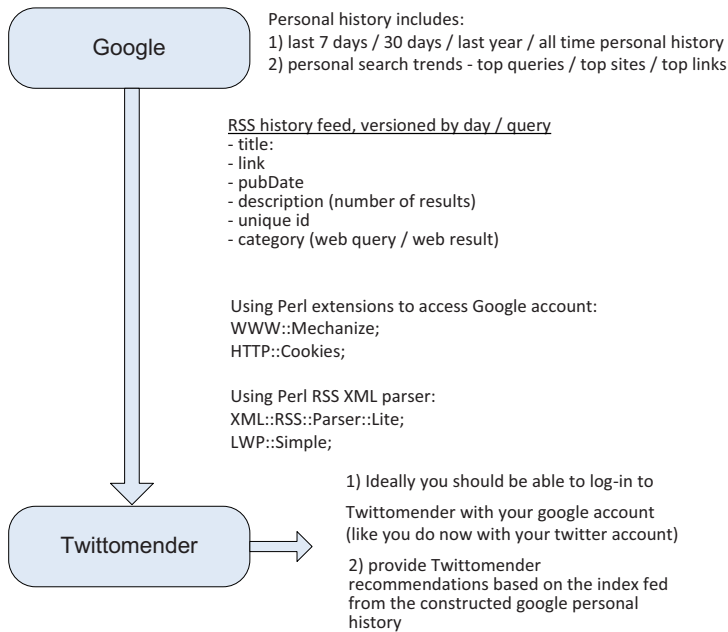 Google
Personal history includes:
1) last 7 days / 30 days / last year / all time personal history
2) personal search trends - top queries / top sites / top links
RSS history feed, versioned by day / query
- title:
- link
- pubDate
- description (number of results)
- unique id
- category (web query / web result)
Using Perl extensions to access Google account:
WWW::Mechanize;
HTTP::Cookies;
Using Perl RSS XML parser:
XML::RSS::Parser::Lite;
LWP::Simple;
Twittomender
1) Ideally you should be able to log-in to
Twittomender with your google account
(like you do now with your twitter account)
2) provide Twittomender
recommendations based on the index fed
from the constructed google personal
history